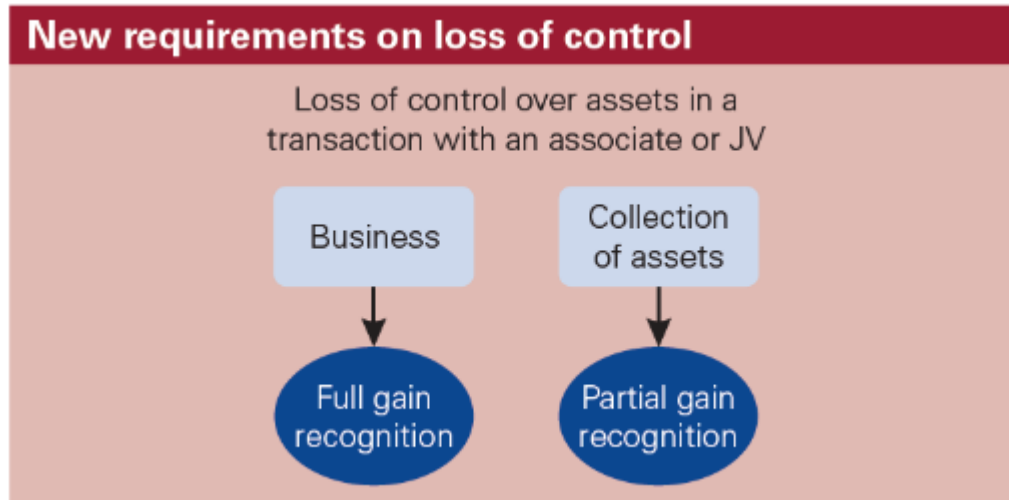 New requirements on loss of control
Loss of control over assets in a
transaction with an associate or JV
Business
Collection
of assets
Full gain
recognition
Partial gain
recognition